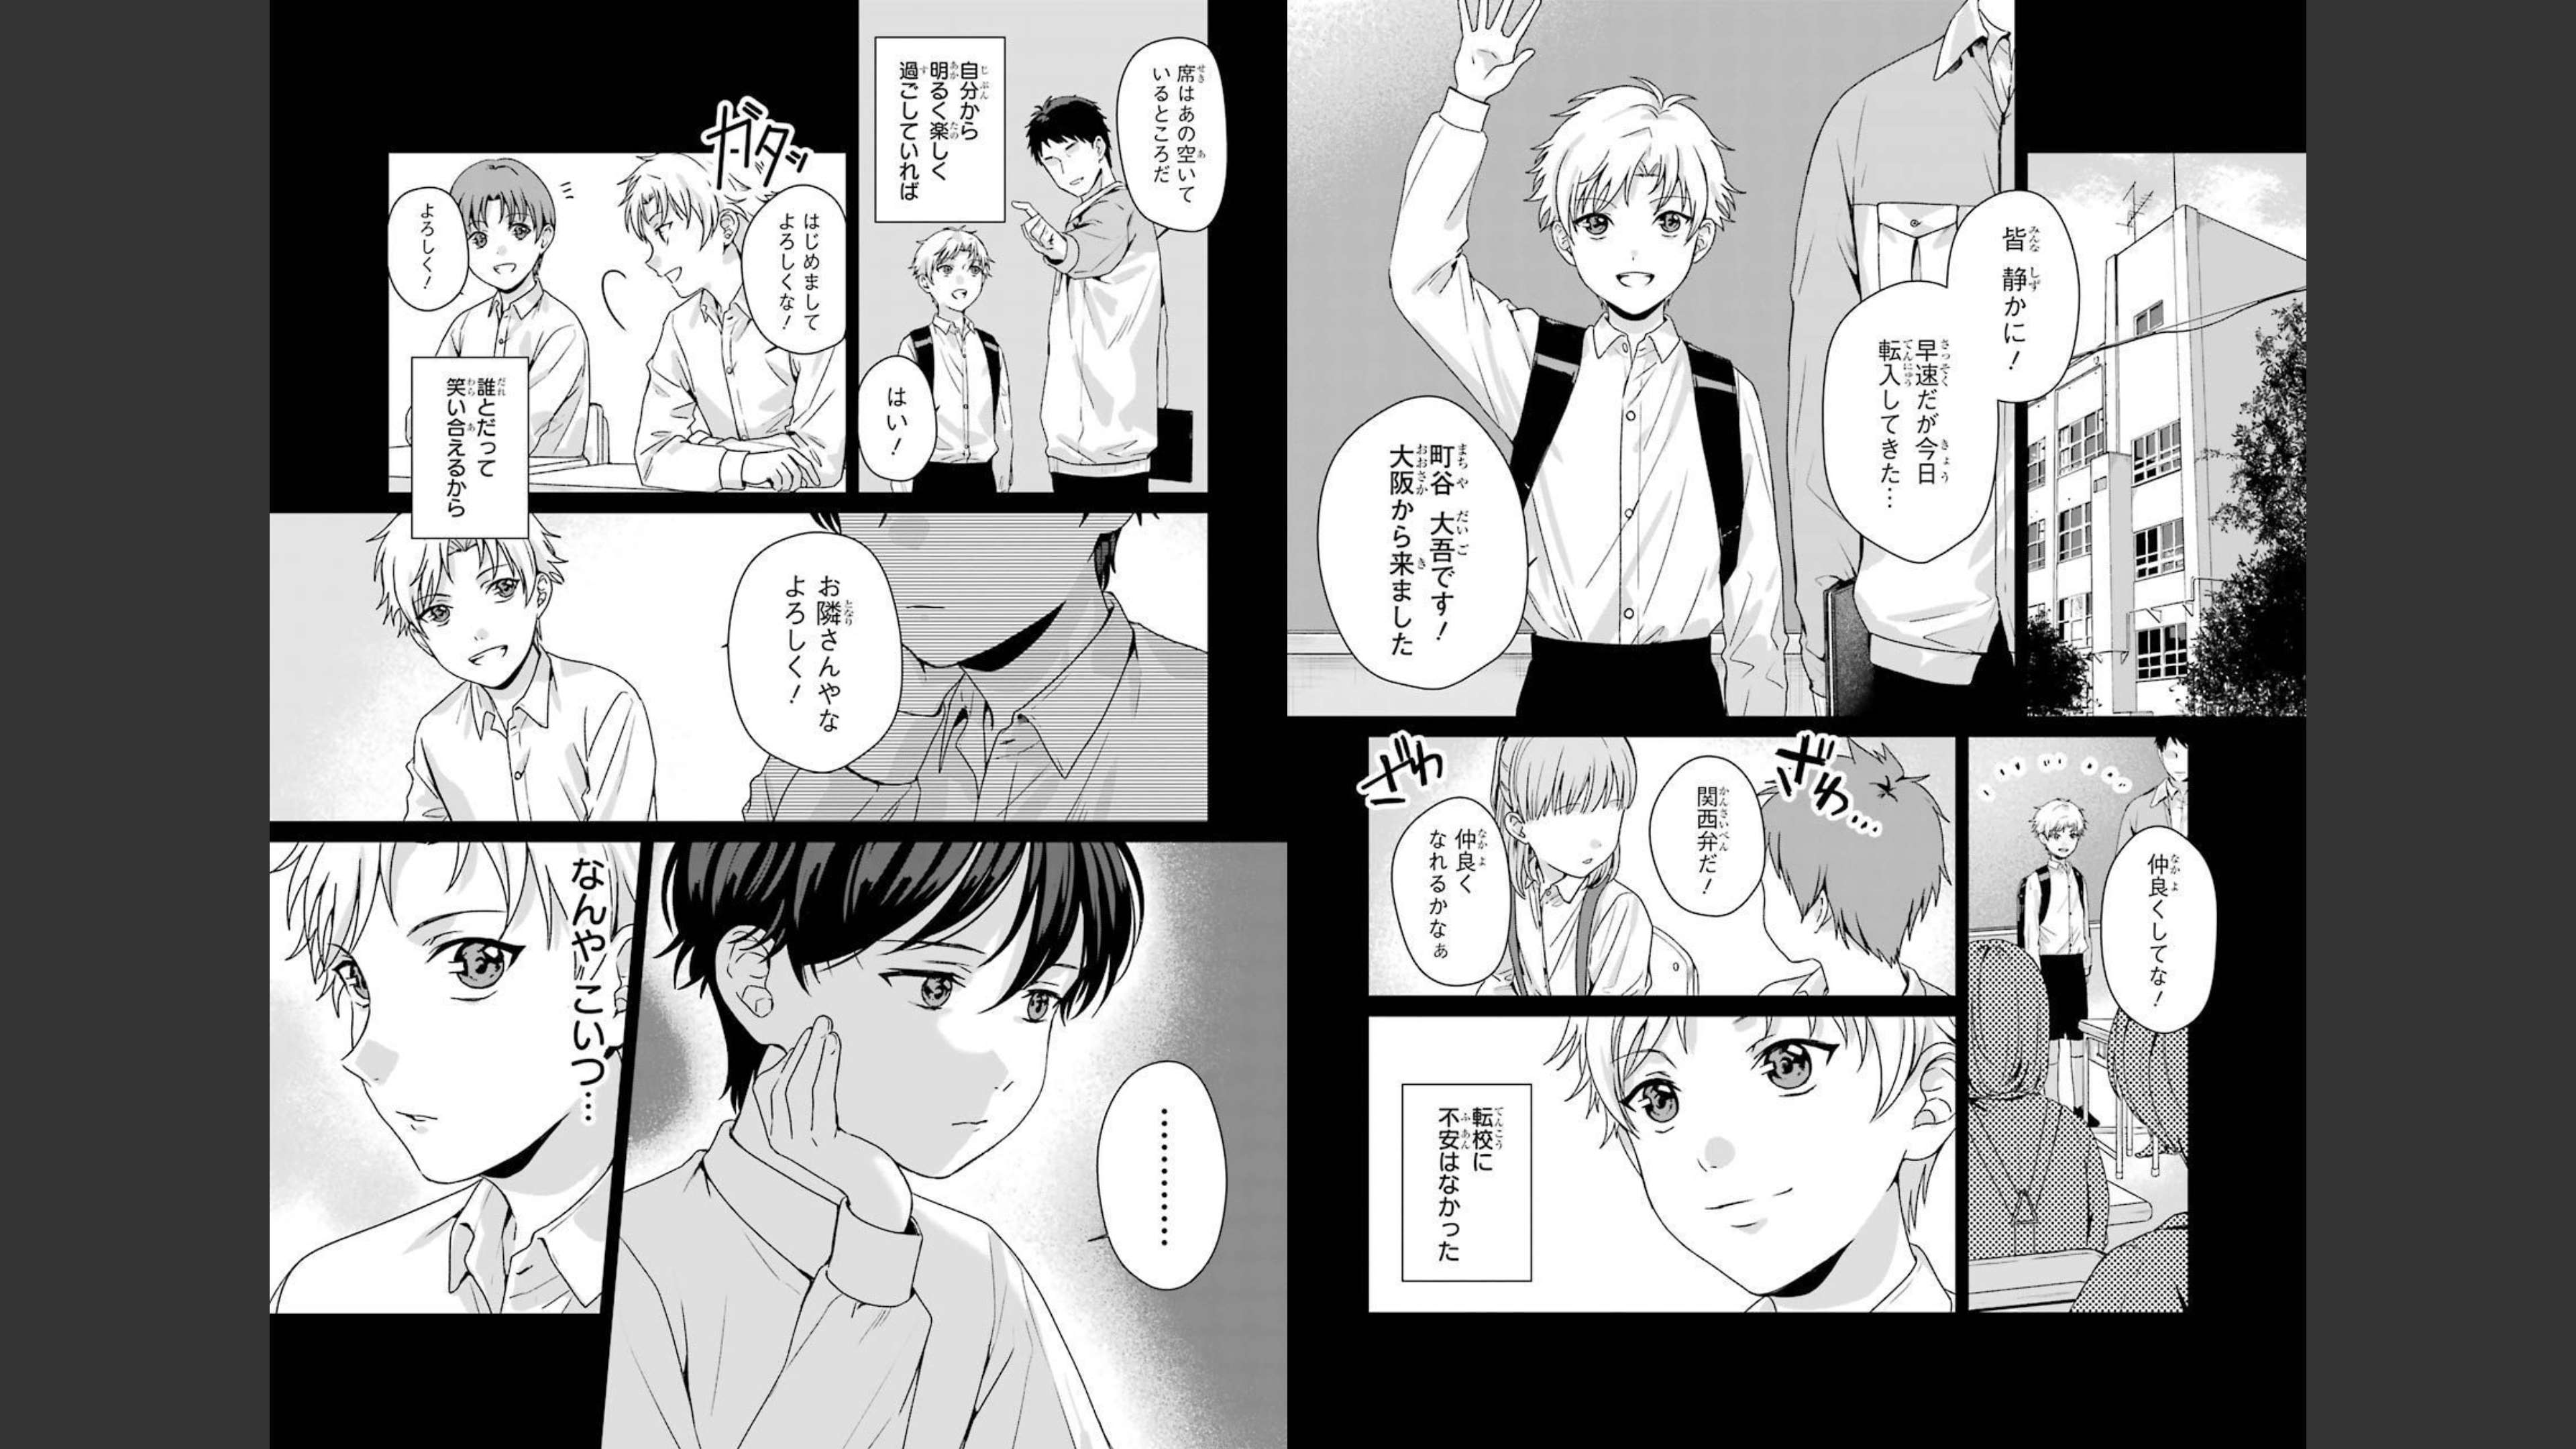 皆 静かに！
早速だが今日
転入してきた…
町谷 大吾です！
大阪から来ました
仲良くしてな！
ざわ…
関西弁だ！
ざわ
仲良く
なれるかなぁ
転校に
不安はなかった
席はあの空いて
いるところだ
自分から
明るく楽しく
過ごしていれば
はい！
ガタッ
はじめまして
よろしくな！
よろしく！
誰とだって
笑い合えるから
お隣さんやな
よろしく！
…………
なんやこいつ…